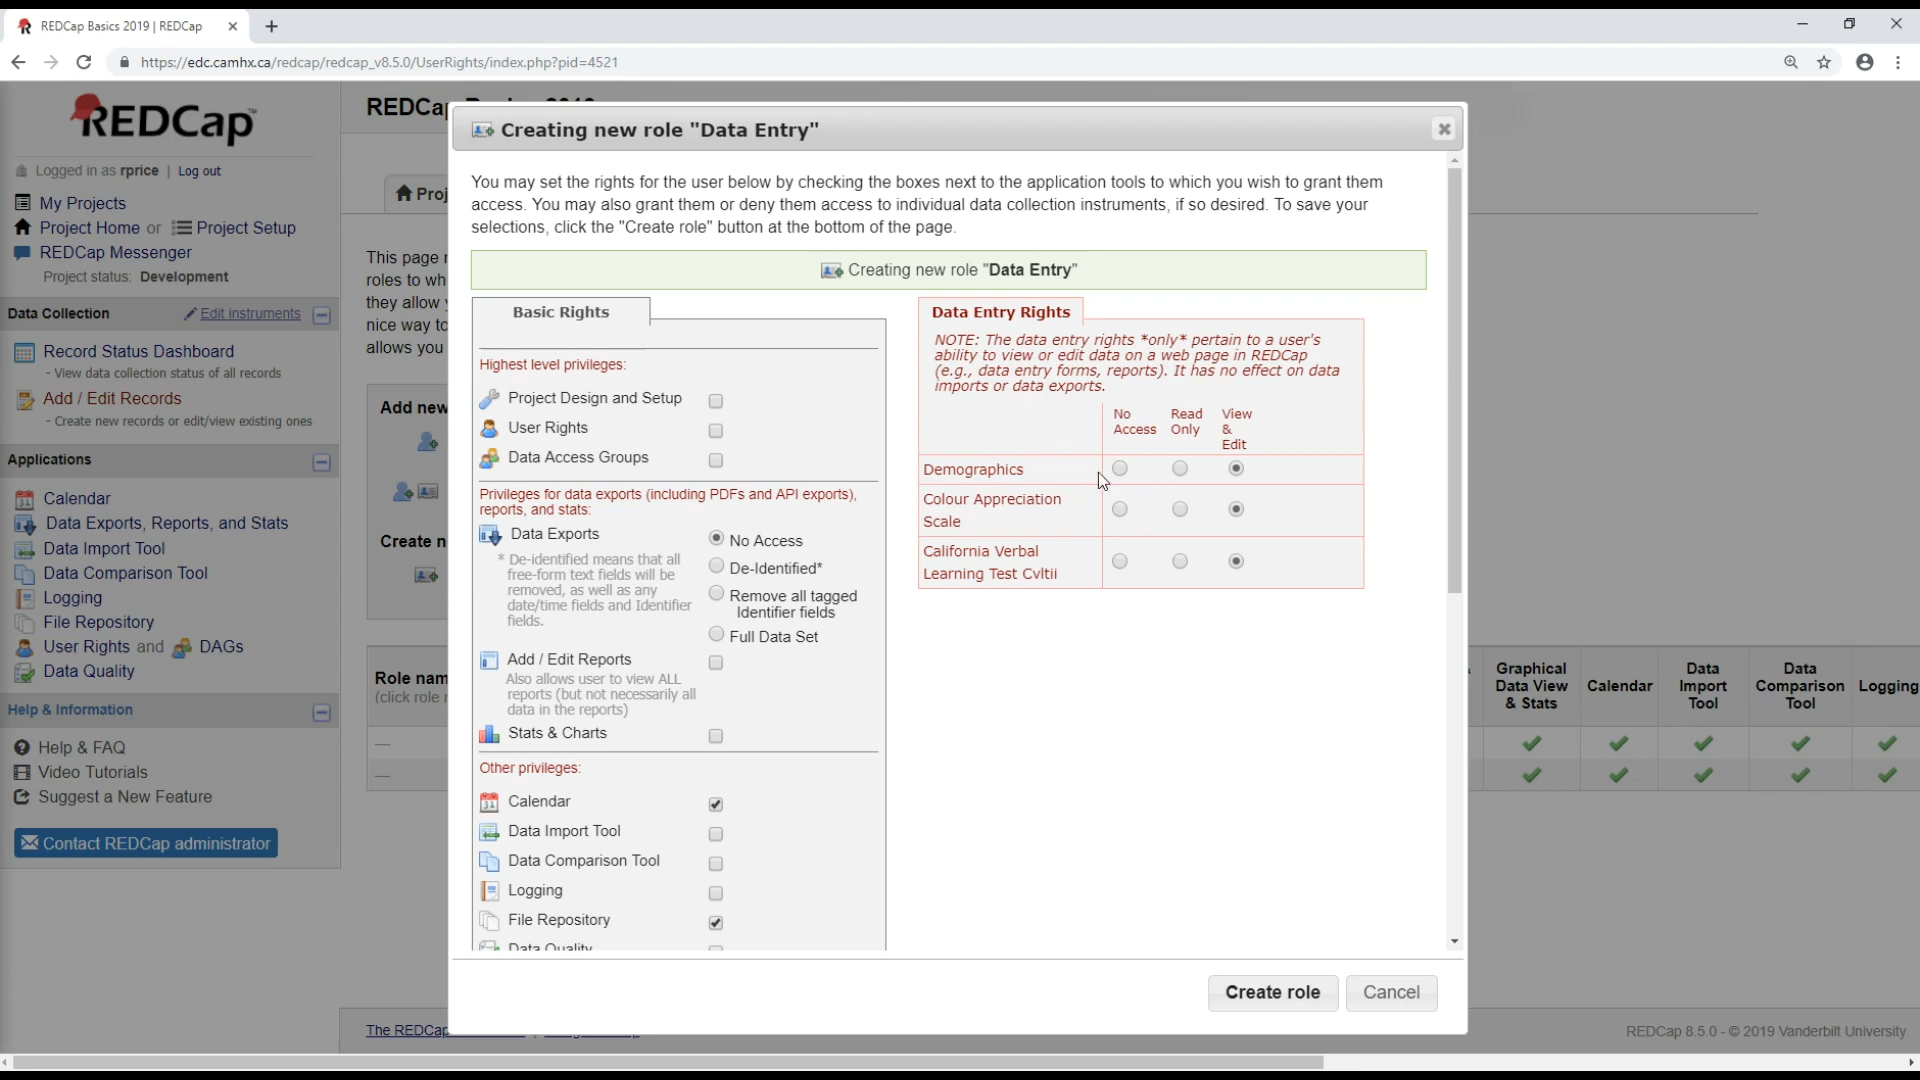 REDCap Basics 2019 | REDCap
https://edc.camhx.ca/redcap/redcap_v8.5.0/UserRights/index.php?pid=4521
REDCap
Logged in as rprice | Log out
My Projects
Project Home or Project Setup
REDCap Messenger
Project status: Development
Data Collection Edit instruments
Record Status Dashboard
- View data collection status of all records
Add / Edit Records
- Create new records or edit/view existing ones
Applications
Calendar
Data Exports, Reports, and Stats
Data Import Tool
Data Comparison Tool
Logging
File Repository
User Rights and DAGs
Data Quality
Help & Information
Help & FAQ
Video Tutorials
Suggest a New Feature
Contact REDCap administrator
Proj
This page
roles to wh
they allow
nice way to
allows you
Add new
Create n
Role nam
(click role
—
—
Creating new role "Data Entry"
You may set the rights for the user below by checking the boxes next to the application tools to which you wish to grant them
access. You may also grant them or deny them access to individual data collection instruments, if so desired. To save your
selections, click the "Create role" button at the bottom of the page.
Creating new role "Data Entry"
Basic Rights
Highest level privileges:
Project Design and Setup
User Rights
Data Access Groups
Privileges for data exports (including PDFs and API exports),
reports, and stats:
Data Exports
* De-identified means that all
free-form text fields will be
removed, as well as any
date/time fields and Identifier
fields.
No Access
De-Identified*
Remove all tagged
Identifier fields
Full Data Set
Add / Edit Reports
Also allows user to view ALL
reports (but not necessarily all
data in the reports)
Stats & Charts
Other privileges:
Calendar
Data Import Tool
Data Comparison Tool
Logging
File Repository
Data Quality
Data Entry Rights
NOTE: The data entry rights *only* pertain to a user's
ability to view or edit data on a web page in REDCap
(e.g., data entry forms, reports). It has no effect on data
imports or data exports.
No
Access
Read
Only
View
&
Edit
Demographics
Colour Appreciation
Scale
California Verbal
Learning Test Cvltii
Create role Cancel
Graphical
Data View
& Stats
Calendar
Data
Import
Tool
Data
Comparison
Tool
Logging
The REDCap
REDCap 8.5.0 - © 2019 Vanderbilt University